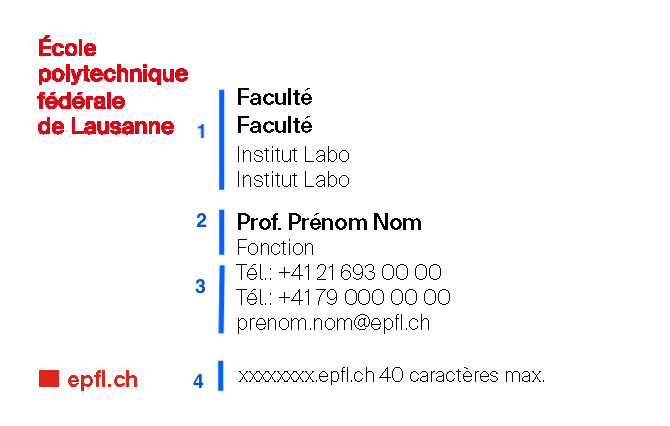 École
polytechnique
fédérale
de Lausanne
1
Faculté
Faculté
Institut Labo
Institut Labo
2
Prof. Prénom Nom
Fonction
3
Tél.: +41 21 693 00 00
Tél.: +41 79 000 00 00
prenom.nom@epfl.ch
epfl.ch
4
xxxxxxxx.epfl.ch 40 caractères max.